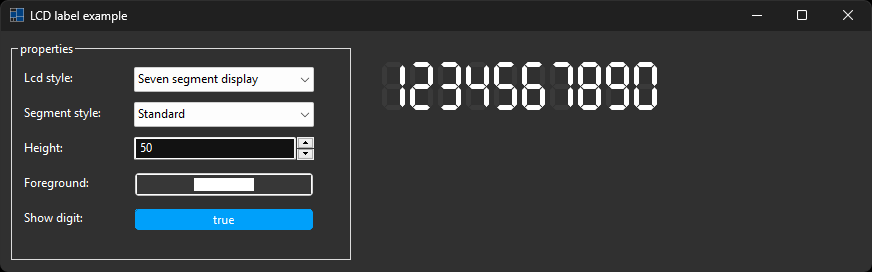 LCD label example
properties
Lcd style: Seven segment display
Segment style: Standard
Height: 50
Foreground:
Show digit: true
1234567890